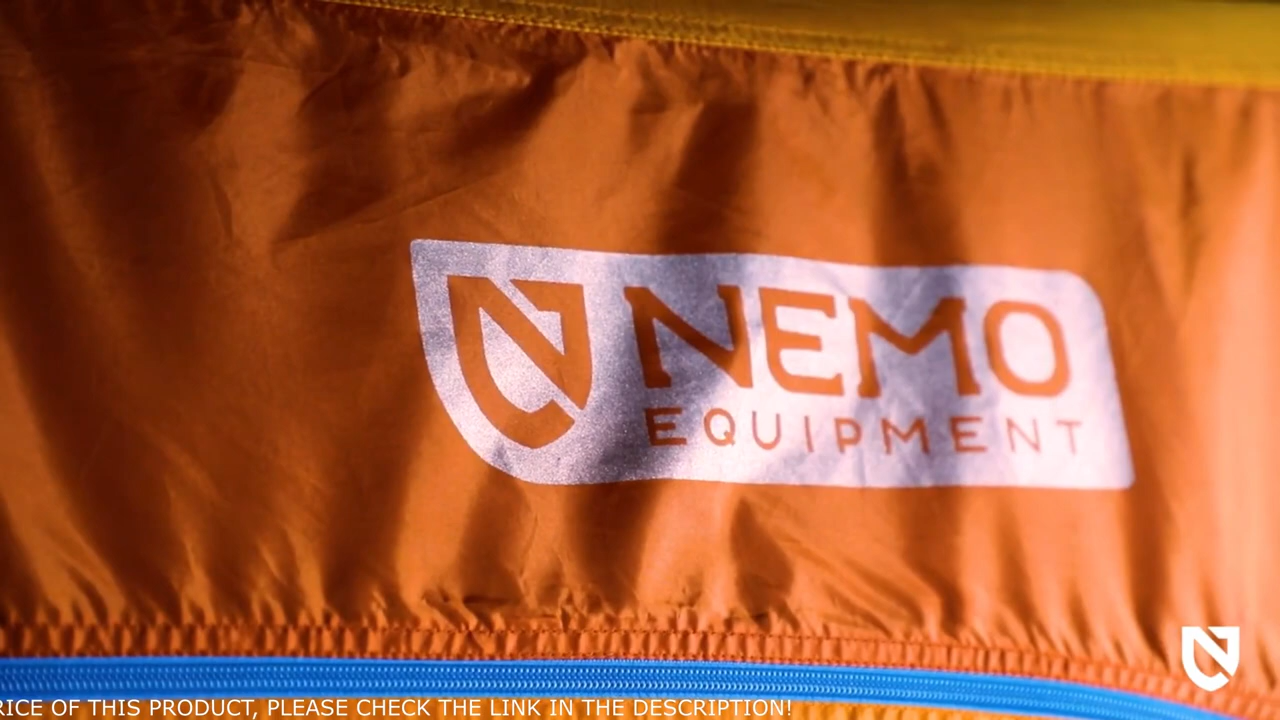 NEMO
EQUIPMENT
RICE OF THIS PRODUCT, PLEASE CHECK THE LINK IN THE DESCRIPTION!